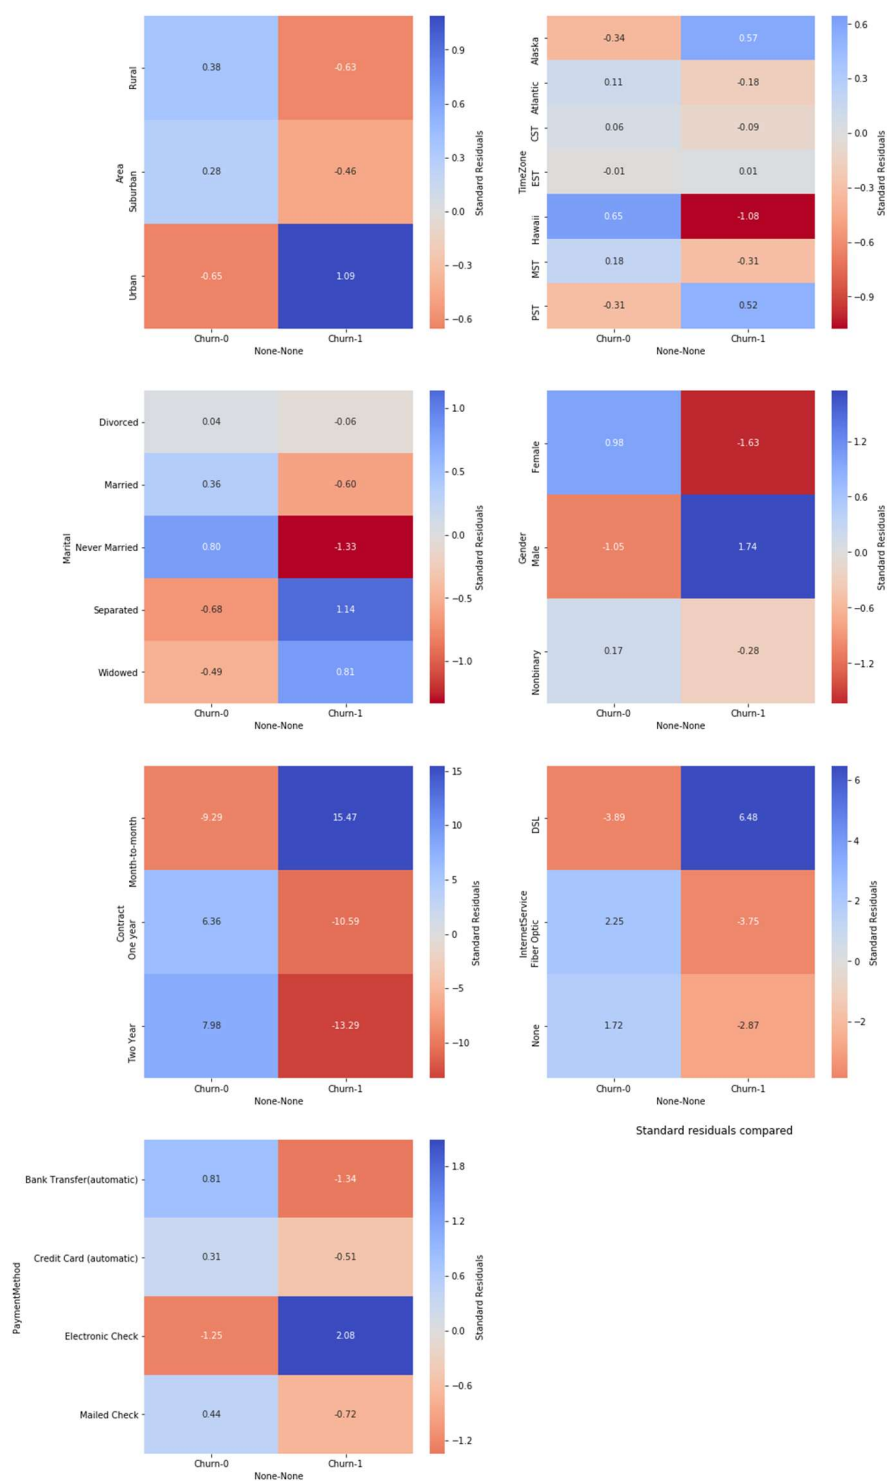 Rural
Area
Suburban
Urban
0.38
-0.63
0.28
-0.46
-0.65
1.09
Churn-0
Churn-1
None-None
0.9
0.6
0.3
0.0
−0.3
−0.6
Standard Residuals
Alaska
Atlantic
CST
TimeZone
EST
Hawaii
MST
PST
-0.34
0.57
0.11
-0.18
0.06
-0.09
-0.01
0.01
0.65
-1.08
0.18
-0.31
-0.31
0.52
Churn-0
Churn-1
None-None
0.6
0.3
0.0
−0.3
−0.6
−0.9
Standard Residuals
Marital
Divorced
0.04
-0.06
Married
0.36
-0.60
Never Married
0.80
-1.33
Separated
-0.68
1.14
Widowed
-0.49
0.81
Churn-0
Churn-1
None-None
1.0
0.5
0.0
−0.5
−1.0
Standard Residuals
Female
Gender
Male
Nonbinary
0.98
-1.63
-1.05
1.74
0.17
-0.28
Churn-0
Churn-1
None-None
1.2
0.6
0.0
−0.6
−1.2
Standard Residuals
Month-to-month
Contract
One year
Two Year
-9.29
15.47
6.36
-10.59
7.98
-13.29
Churn-0
Churn-1
None-None
15
10
5
0
−5
−10
Standard Residuals
DSL
InternetService
Fiber Optic
None
-3.89
6.48
2.25
-3.75
1.72
-2.87
Churn-0
Churn-1
None-None
6
4
2
0
−2
Standard Residuals
Standard residuals compared
PaymentMethod
Bank Transfer(automatic)
0.81
-1.34
Credit Card (automatic)
0.31
-0.51
Electronic Check
-1.25
2.08
Mailed Check
0.44
-0.72
Churn-0
Churn-1
None-None
1.8
1.2
0.6
0.0
−0.6
−1.2
Standard Residuals